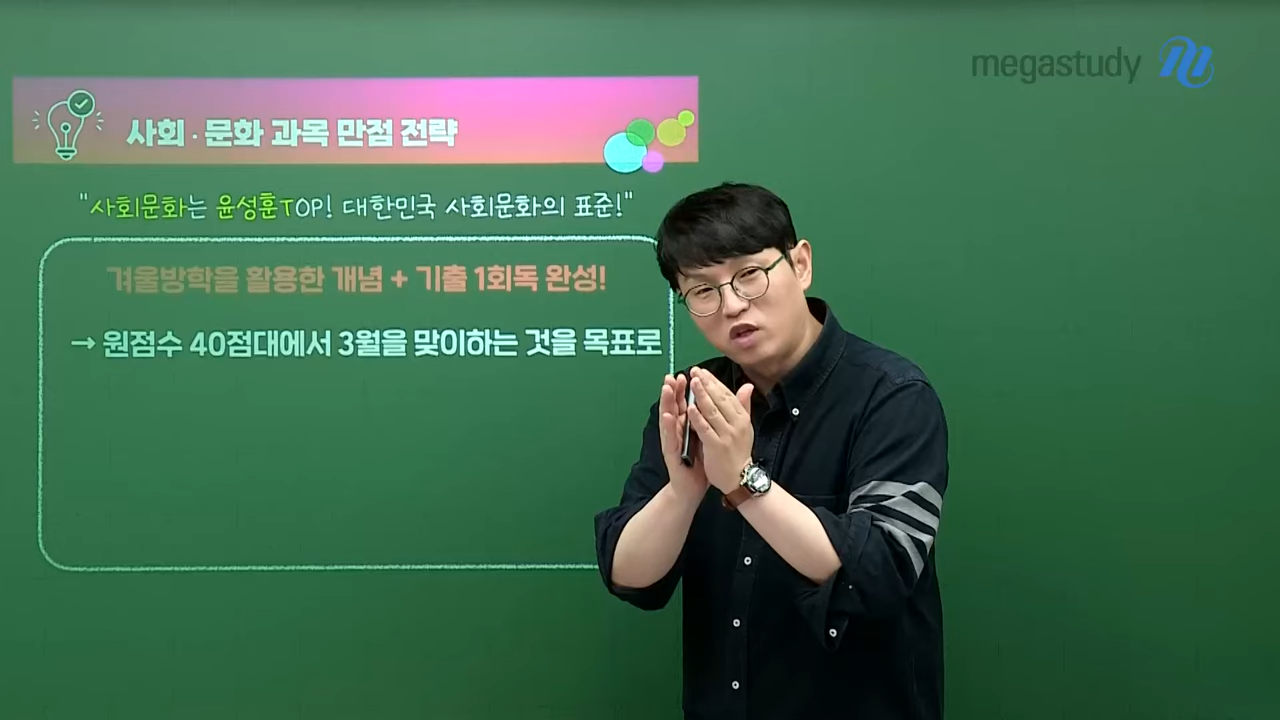 megastudy
사회·문화 과목 만점 전략
"사회문화는 윤성훈TOP! 대한민국 사회문화의 표준!"
겨울방학을 활용한 개념 + 기출 1회독 완성!
→ 원점수 40점대에서 3월을 맞이하는 것을 목표로